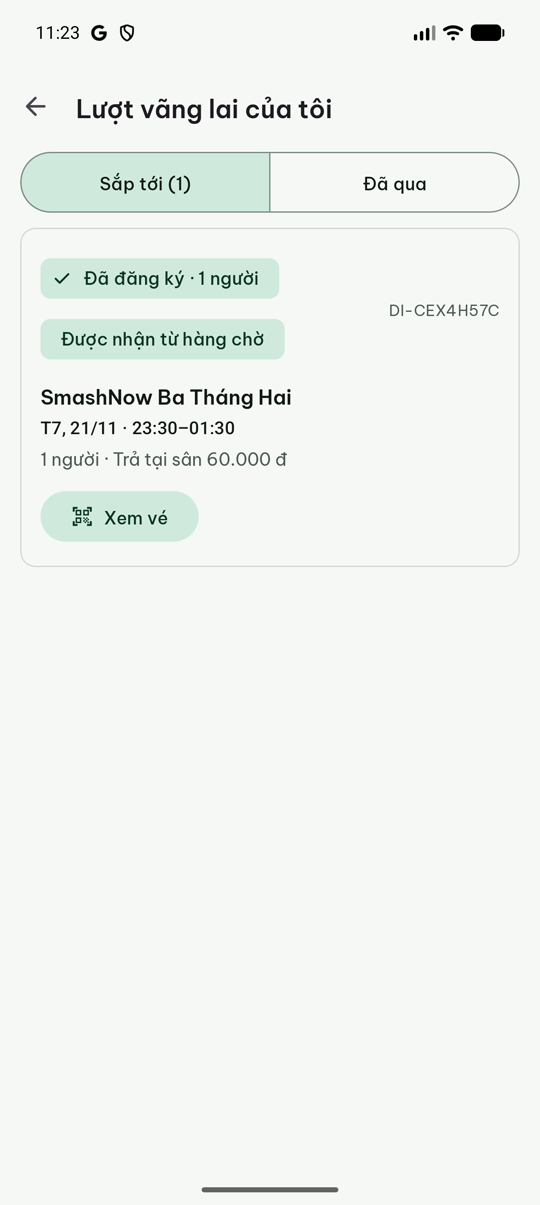 11:23
Lượt vãng lai của tôi
Sắp tới (1)
Đã qua
Đã đăng ký · 1 người
DI-CEX4H57C
Được nhận từ hàng chờ
SmashNow Ba Tháng Hai
T7, 21/11 · 23:30–01:30
1 người · Trả tại sân 60.000 đ
Xem vé